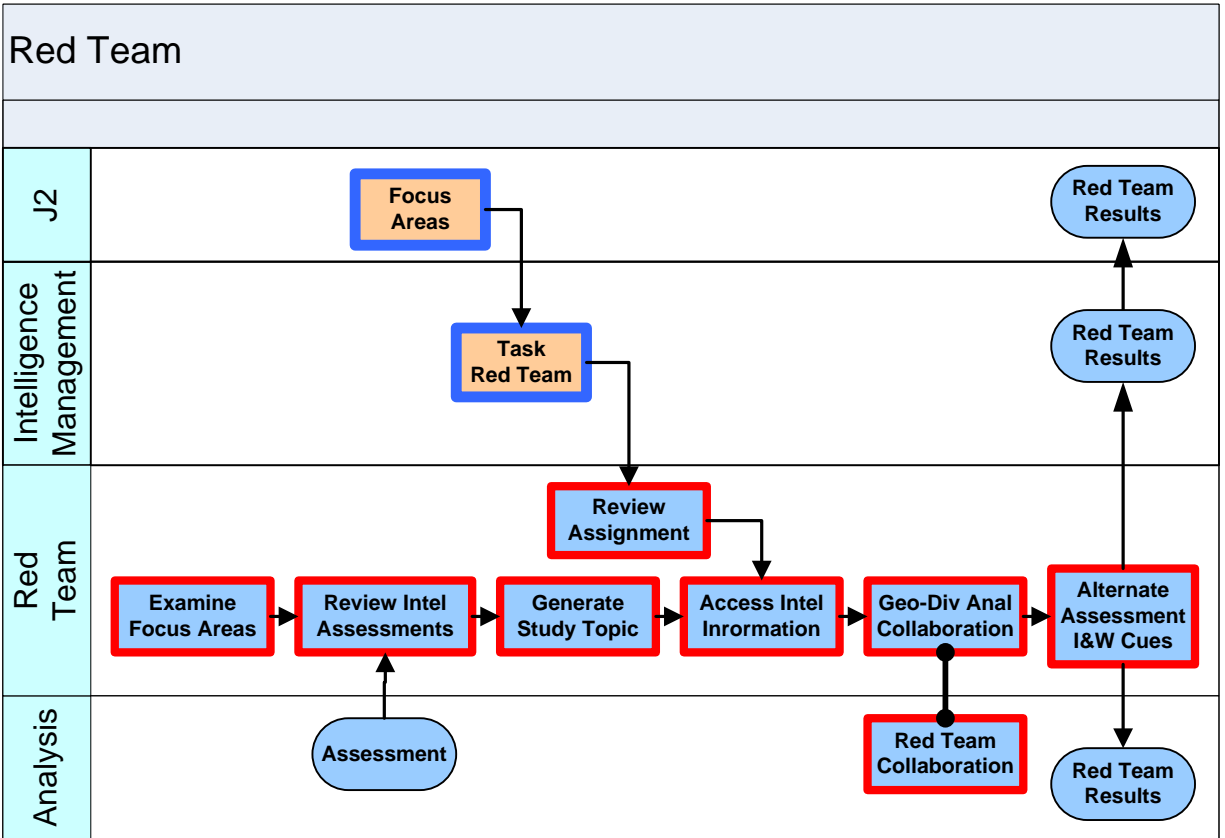 Red Team
J2
Focus
Areas
Red Team
Results
Intelligence
Management
Task
Red Team
Red Team
Results
Red
Team
Review
Assignment
Examine
Focus Areas
Review Intel
Assessments
Generate
Study Topic
Access Intel
Inrormation
Geo-Div Anal
Collaboration
Alternate
Assessment
I&W Cues
Analysis
Assessment
Red Team
Collaboration
Red Team
Results